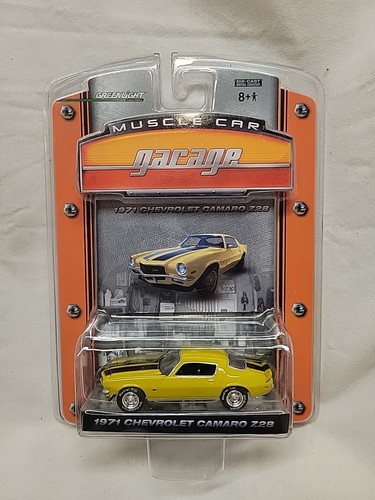 GREENLIGHT
DIE-CAST
8+
MUSCLE CAR
garage
1971 CHEVROLET CAMARO Z28
1971 CHEVROLET CAMARO Z28